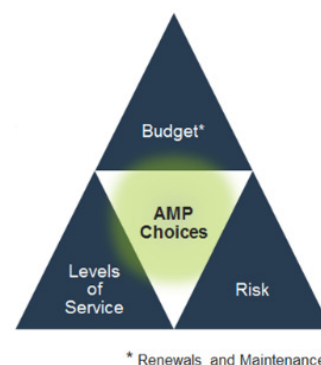 Budget*
AMP
Choices
Levels
of
Service
Risk
* Renewals and Maintenance